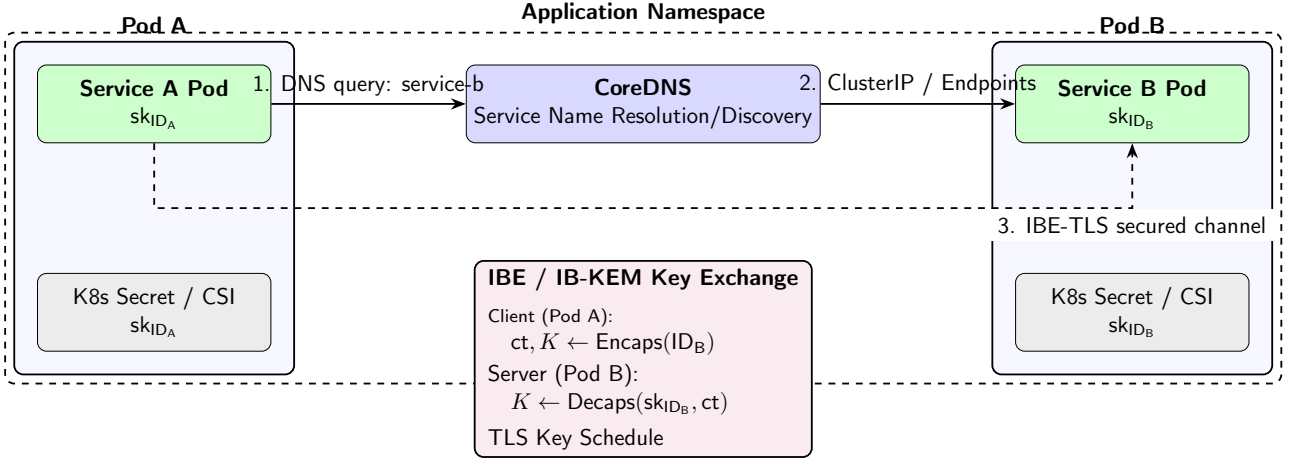 Application Namespace
Pod A
Pod B
Service A Pod
sk_{ID_A}
1. DNS query: service-b
CoreDNS
Service Name Resolution/Discovery
2. ClusterIP / Endpoints
Service B Pod
sk_{ID_B}
3. IBE-TLS secured channel
K8s Secret / CSI
sk_{ID_A}
IBE / IB-KEM Key Exchange
Client (Pod A):
ct, K ← Encaps(ID_B)
Server (Pod B):
K ← Decaps(sk_{ID_B}, ct)
TLS Key Schedule
K8s Secret / CSI
sk_{ID_B}